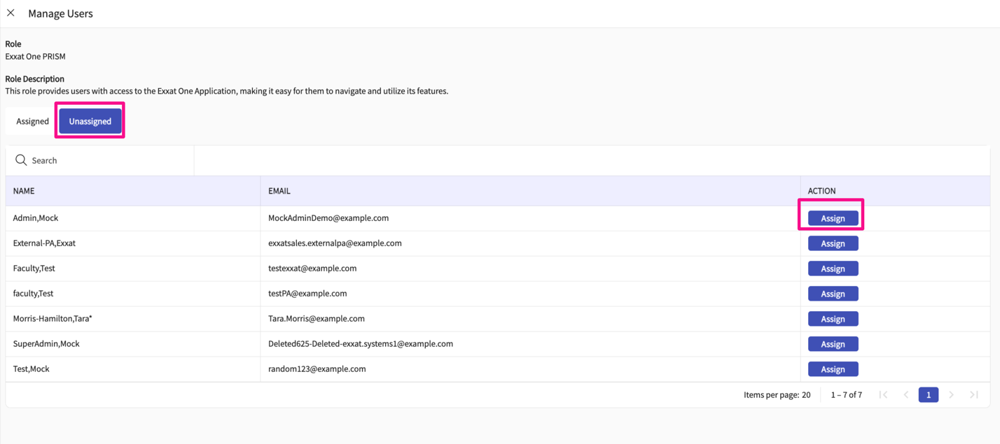 Manage Users
Role
Exxat One PRISM
Role Description
This role provides users with access to the Exxat One Application, making it easy for them to navigate and utilize its features.
Assigned Unassigned
Search
NAME EMAIL ACTION
Admin,Mock MockAdminDemo@example.com Assign
External-PA,Exxat exxatsales.externalpa@example.com Assign
Faculty,Test testexxat@example.com Assign
faculty,Test testPA@example.com Assign
Morris-Hamilton,Tara* Tara.Morris@example.com Assign
SuperAdmin,Mock Deleted625-Deleted-exxat.systems1@example.com Assign
Test,Mock random123@example.com Assign
Items per page: 20 1 – 7 of 7 1